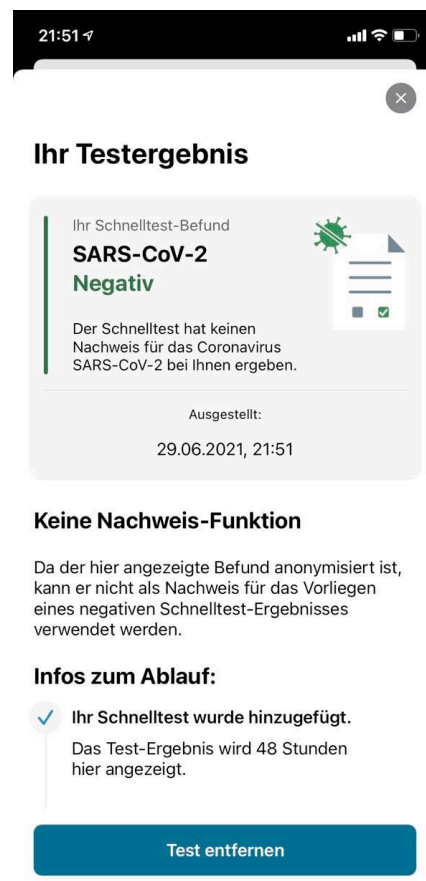 21:51
Ihr Testergebnis
Ihr Schnelltest-Befund
SARS-CoV-2
Negativ
Der Schnelltest hat keinen
Nachweis für das Coronavirus
SARS-CoV-2 bei Ihnen ergeben.
Ausgestellt:
29.06.2021, 21:51
Keine Nachweis-Funktion
Da der hier angezeigte Befund anonymisiert ist,
kann er nicht als Nachweis für das Vorliegen
eines negativen Schnelltest-Ergebnisses
verwendet werden.
Infos zum Ablauf:
Ihr Schnelltest wurde hinzugefügt.
Das Test-Ergebnis wird 48 Stunden
hier angezeigt.
Test entfernen